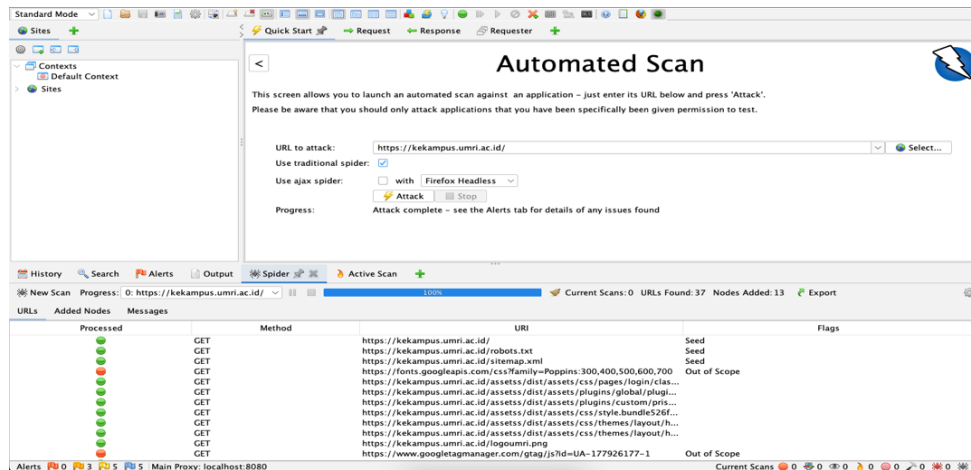 Standard Mode
Sites
Quick Start Request Response Requester
Contexts
Default Context
Sites
<
Automated Scan
This screen allows you to launch an automated scan against an application – just enter its URL below and press 'Attack'.
Please be aware that you should only attack applications that you have been specifically been given permission to test.
URL to attack: https://kekampus.umri.ac.id/ Select...
Use traditional spider:
Use ajax spider: with Firefox Headless
Attack Stop
Progress: Attack complete – see the Alerts tab for details of any issues found
History Search Alerts Output Spider Active Scan
New Scan Progress: 0: https://kekampus.umri.ac.id/ 100% Current Scans: 0 URLs Found: 37 Nodes Added: 13 Export
URLs Added Nodes Messages
Processed Method URI Flags
GET https://kekampus.umri.ac.id/ Seed
GET https://kekampus.umri.ac.id/robots.txt Seed
GET https://kekampus.umri.ac.id/sitemap.xml Seed
GET https://fonts.googleapis.com/css?family=Poppins:300,400,500,600,700 Out of Scope
GET https://kekampus.umri.ac.id/assetss/dist/assets/css/pages/login/clas...
GET https://kekampus.umri.ac.id/assetss/dist/assets/plugins/global/plugi...
GET https://kekampus.umri.ac.id/assetss/dist/assets/plugins/custom/pris...
GET https://kekampus.umri.ac.id/assetss/dist/assets/css/style.bundle526f...
GET https://kekampus.umri.ac.id/assetss/dist/assets/css/themes/layout/h...
GET https://kekampus.umri.ac.id/assetss/dist/assets/css/themes/layout/h...
GET https://kekampus.umri.ac.id/logoumri.png
GET https://www.googletagmanager.com/gtag/js?id=UA-177926177-1 Out of Scope
Alerts 0 3 5 5 Main Proxy: localhost:8080 Current Scans 0 0 0 0 0 0 0